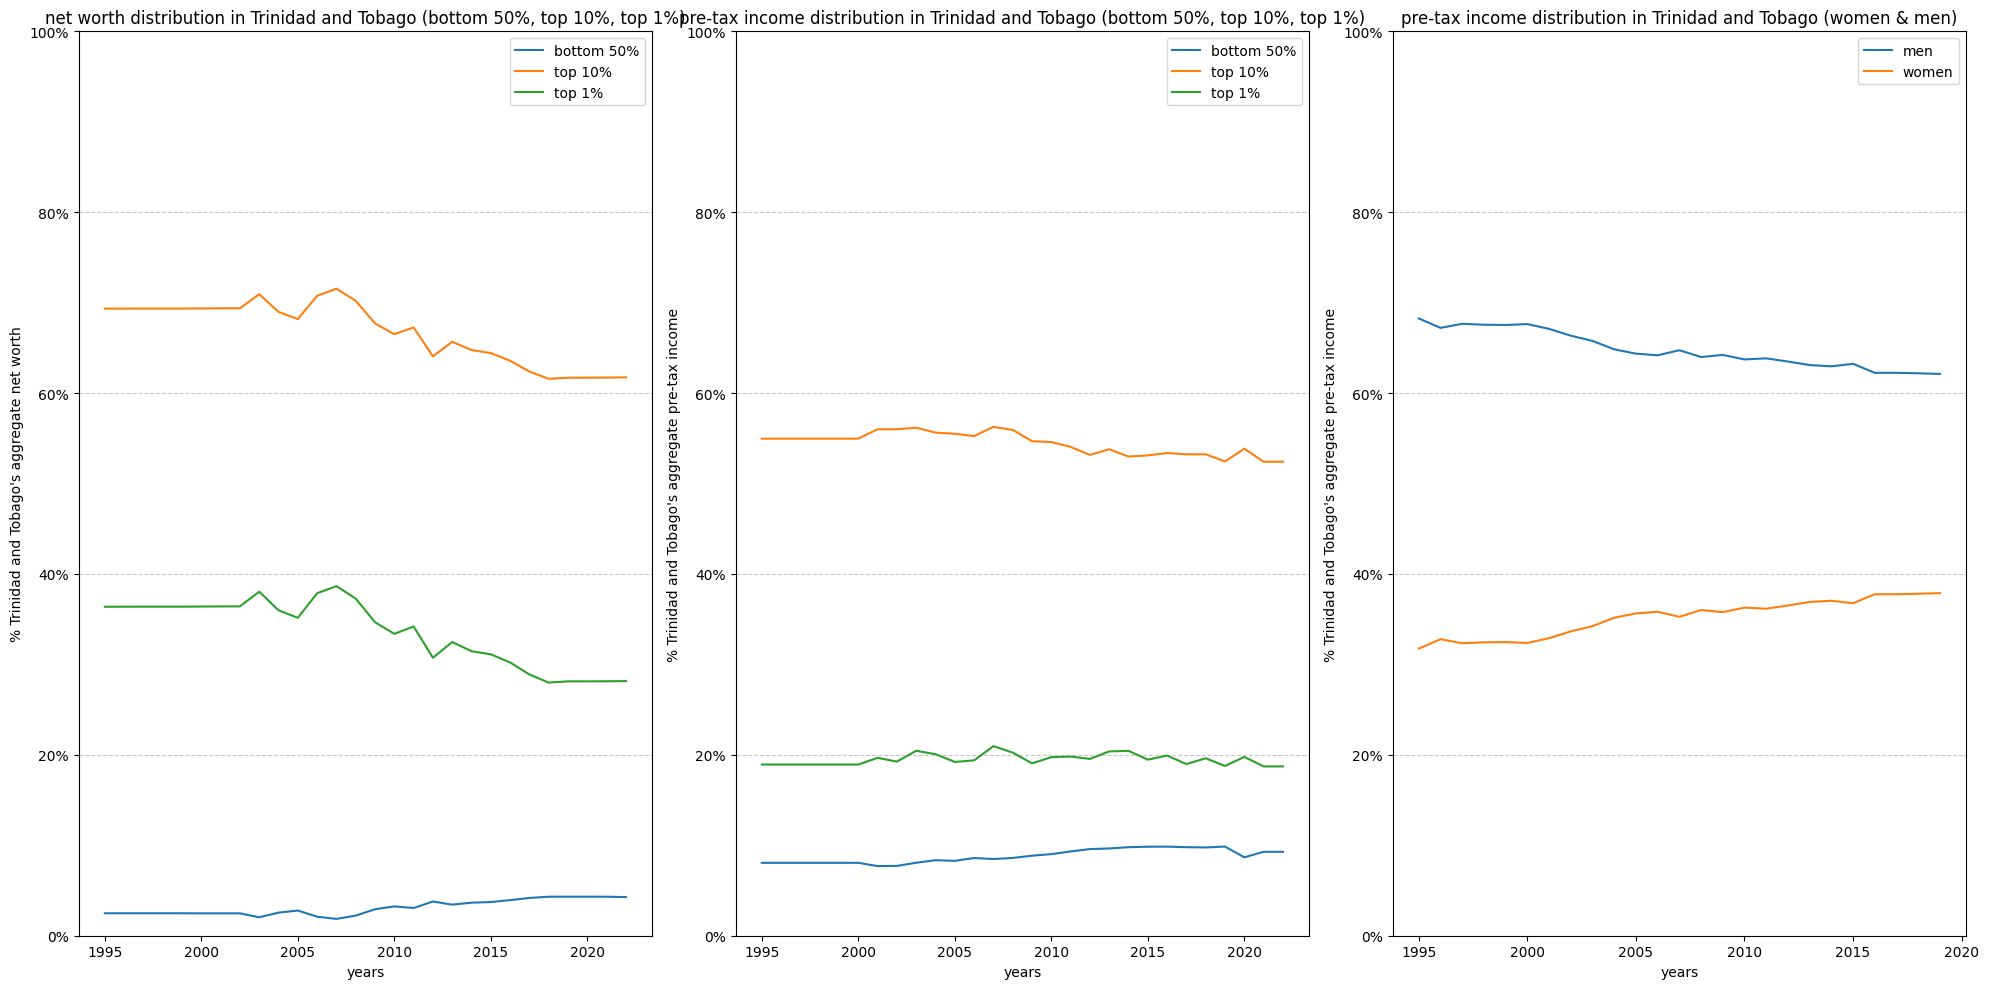 net worth distribution in Trinidad and Tobago (bottom 50%, top 10%, top 1%)
100%
80%
60%
40%
20%
0%
% Trinidad and Tobago's aggregate net worth
bottom 50%
top 10%
top 1%
1995 2000 2005 2010 2015 2020
years
pre-tax income distribution in Trinidad and Tobago (bottom 50%, top 10%, top 1%)
100%
80%
60%
40%
20%
0%
% Trinidad and Tobago's aggregate pre-tax income
bottom 50%
top 10%
top 1%
1995 2000 2005 2010 2015 2020
years
pre-tax income distribution in Trinidad and Tobago (women & men)
100%
80%
60%
40%
20%
0%
% Trinidad and Tobago's aggregate pre-tax income
men
women
1995 2000 2005 2010 2015 2020
years